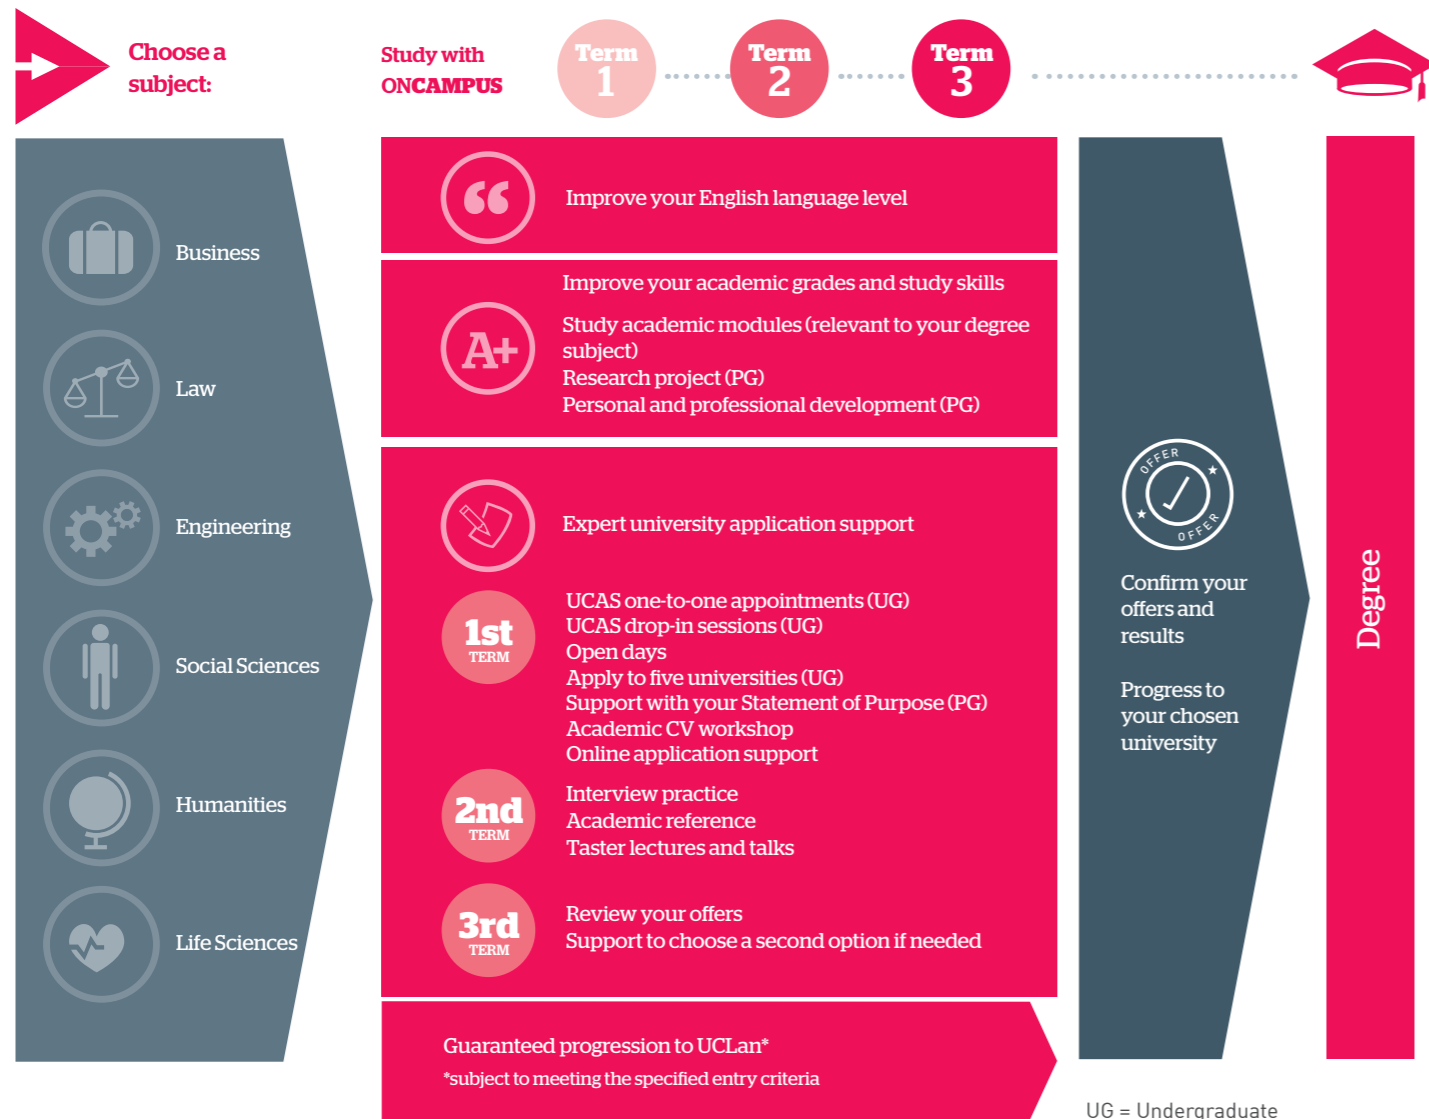 Choose a
subject:
Study with
ONCAMPUS
Term
1
Term
2
Term
3
Business
Law
Engineering
Social Sciences
Humanities
Life Sciences
“
Improve your English language level
A+
Improve your academic grades and study skills
Study academic modules (relevant to your degree
subject)
Research project (PG)
Personal and professional development (PG)
Expert university application support
1st
TERM
UCAS one-to-one appointments (UG)
UCAS drop-in sessions (UG)
Open days
Apply to five universities (UG)
Support with your Statement of Purpose (PG)
Academic CV workshop
Online application support
2nd
TERM
Interview practice
Academic reference
Taster lectures and talks
3rd
TERM
Review your offers
Support to choose a second option if needed
Guaranteed progression to UCLan*
*subject to meeting the specified entry criteria
OFFER
OFFER
Confirm your
offers and
results
Progress to
your chosen
university
Degree
UG = Undergraduate